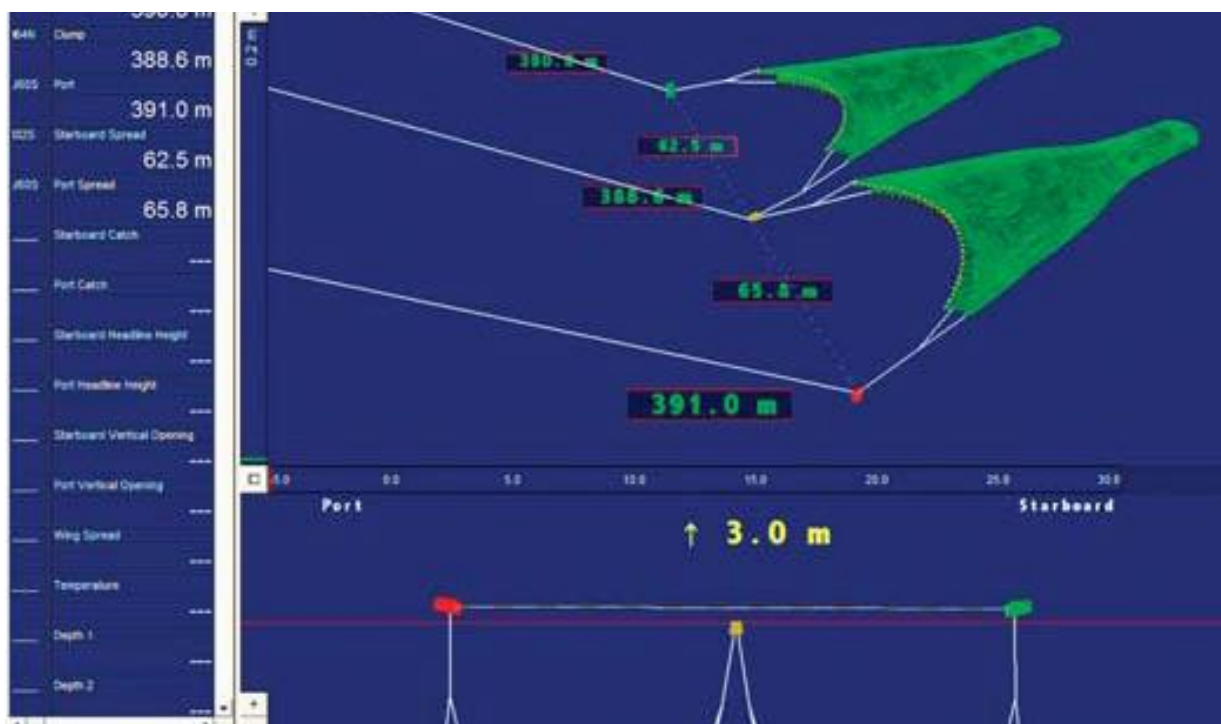 Clump
388.6 m
Port
391.0 m
Starboard Spread
62.5 m
Port Spread
65.8 m
Starboard Catch
---
Port Catch
---
Starboard Headline Height
---
Port Headline Height
---
Starboard Vertical Opening
---
Port Vertical Opening
---
Wing Spread
---
Temperature
---
Depth 1
---
Depth 2
---
62.5 m
388.6 m
65.8 m
391.0 m
0.0 5.0 10.0 15.0 20.0 25.0 30.0
Port Starboard
↑ 3.0 m